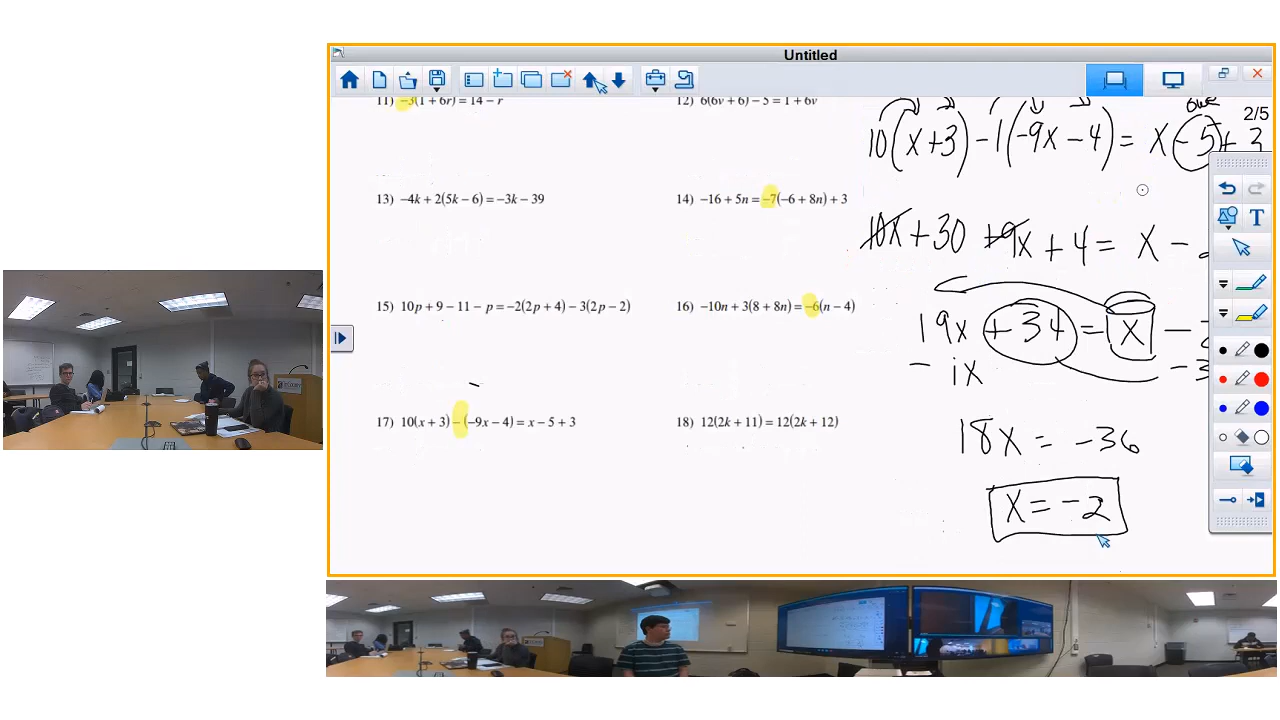 Untitled
11) −3(1 + 6r) = 14 − r
12) 6(6v + 6) − 5 = 1 + 6v
2/5
10(x+3) −1(−9x −4) = x −5 + 3
13) −4k + 2(5k − 6) = −3k − 39
14) −16 + 5n = −7(−6 + 8n) + 3
T
10x + 30 +9x + 4 = x −
15) 10p + 9 − 11 − p = −2(2p + 4) − 3(2p − 2)
16) −10n + 3(8 + 8n) = −6(n − 4)
19x + 34 = x −
− 1x − 3
17) 10(x + 3) − (−9x − 4) = x − 5 + 3
18) 12(2k + 11) = 12(2k + 12)
18x = −36
x = −2